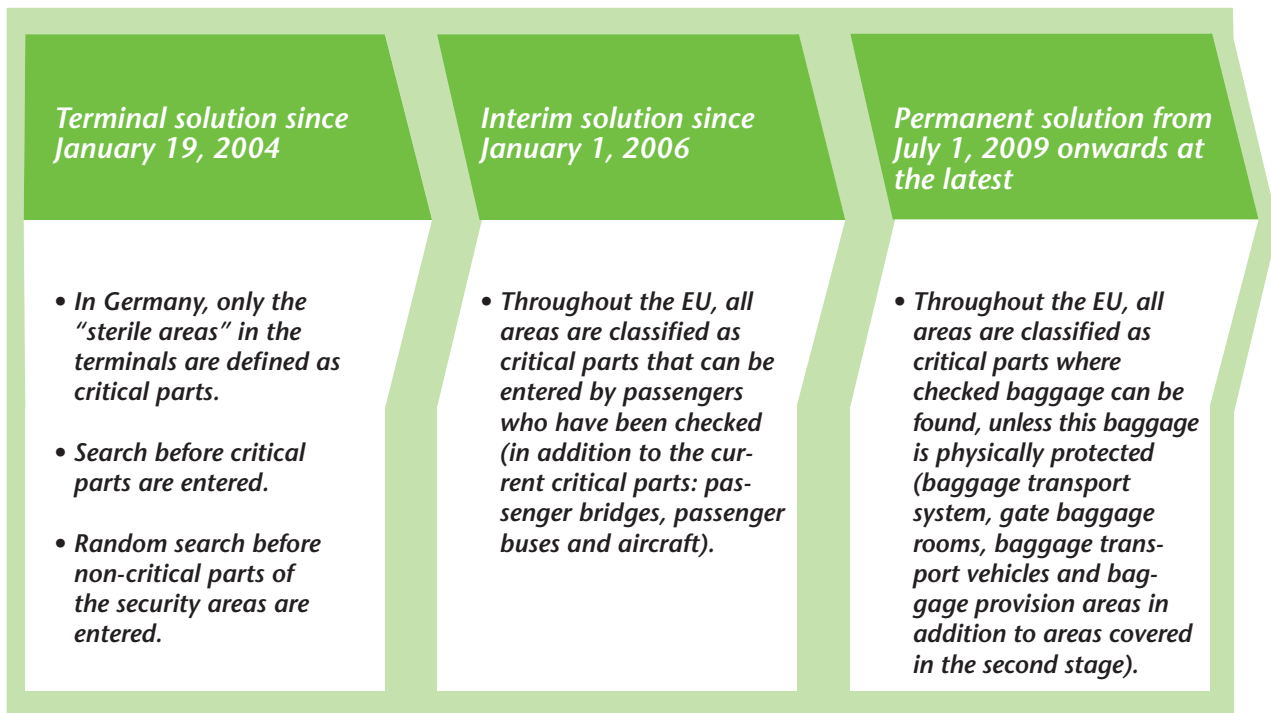 Terminal solution since
January 19, 2004
• In Germany, only the
“sterile areas” in the
terminals are defined as
critical parts.
• Search before critical
parts are entered.
• Random search before
non-critical parts of
the security areas are
entered.
Interim solution since
January 1, 2006
• Throughout the EU, all
areas are classified as
critical parts that can be
entered by passengers
who have been checked
(in addition to the cur-
rent critical parts: pas-
senger bridges, passenger
buses and aircraft).
Permanent solution from
July 1, 2009 onwards at
the latest
• Throughout the EU, all
areas are classified as
critical parts where
checked baggage can be
found, unless this baggage
is physically protected
(baggage transport
system, gate baggage
rooms, baggage trans-
port vehicles and bag-
gage provision areas in
addition to areas covered
in the second stage).